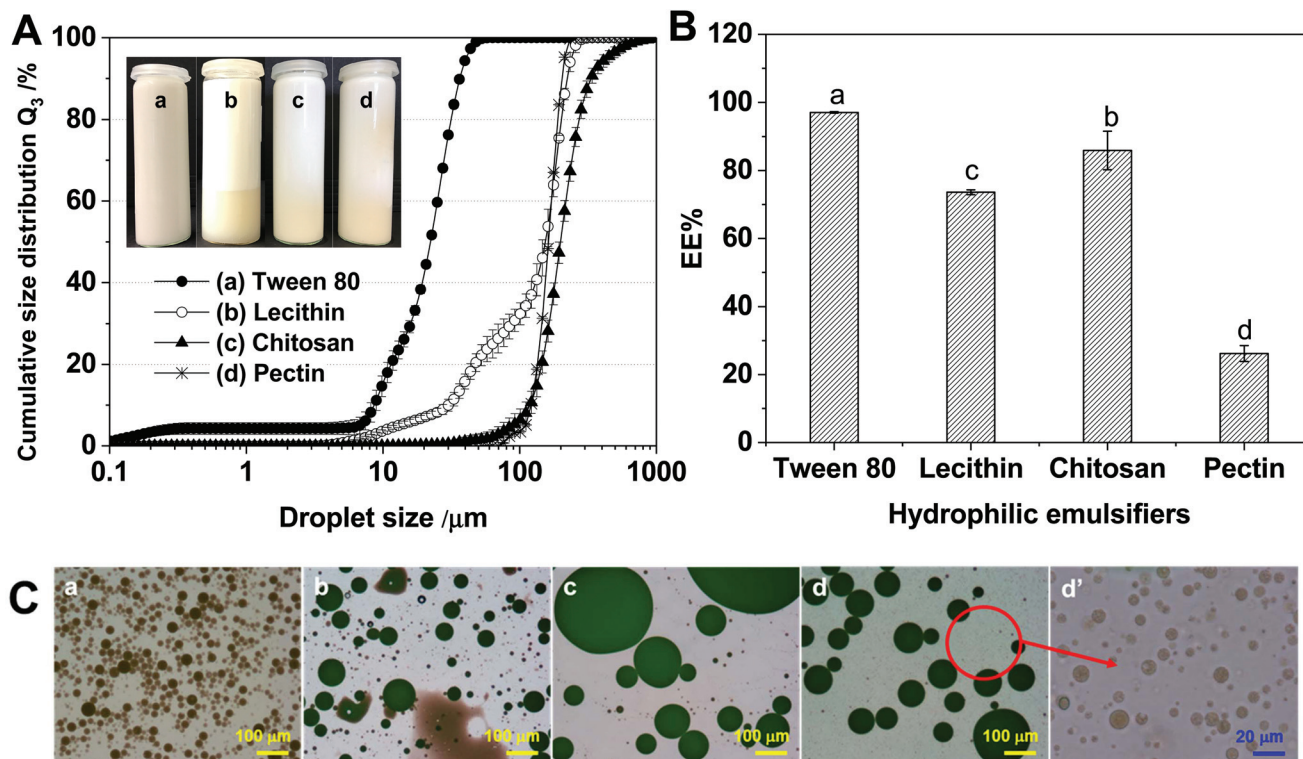 A
Cumulative size distribution Q3 /%
100
80
60
40
20
0
a b c d
(a) Tween 80
(b) Lecithin
(c) Chitosan
(d) Pectin
0.1 1 10 100 1000
Droplet size /μm
B
EE%
120
100
80
60
40
20
0
a
c
b
d
Tween 80 Lecithin Chitosan Pectin
Hydrophilic emulsifiers
C
a b c d d'
100 μm 100 μm 100 μm 100 μm 20 μm